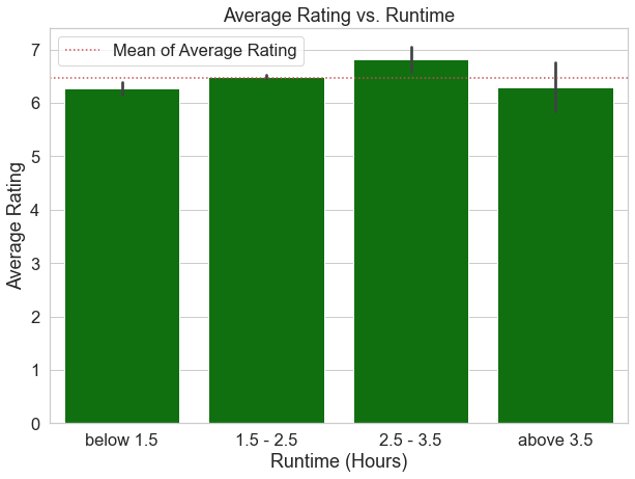 Average Rating vs. Runtime
Mean of Average Rating
7
6
5
4
3
2
1
0
Average Rating
below 1.5
1.5 - 2.5
2.5 - 3.5
above 3.5
Runtime (Hours)